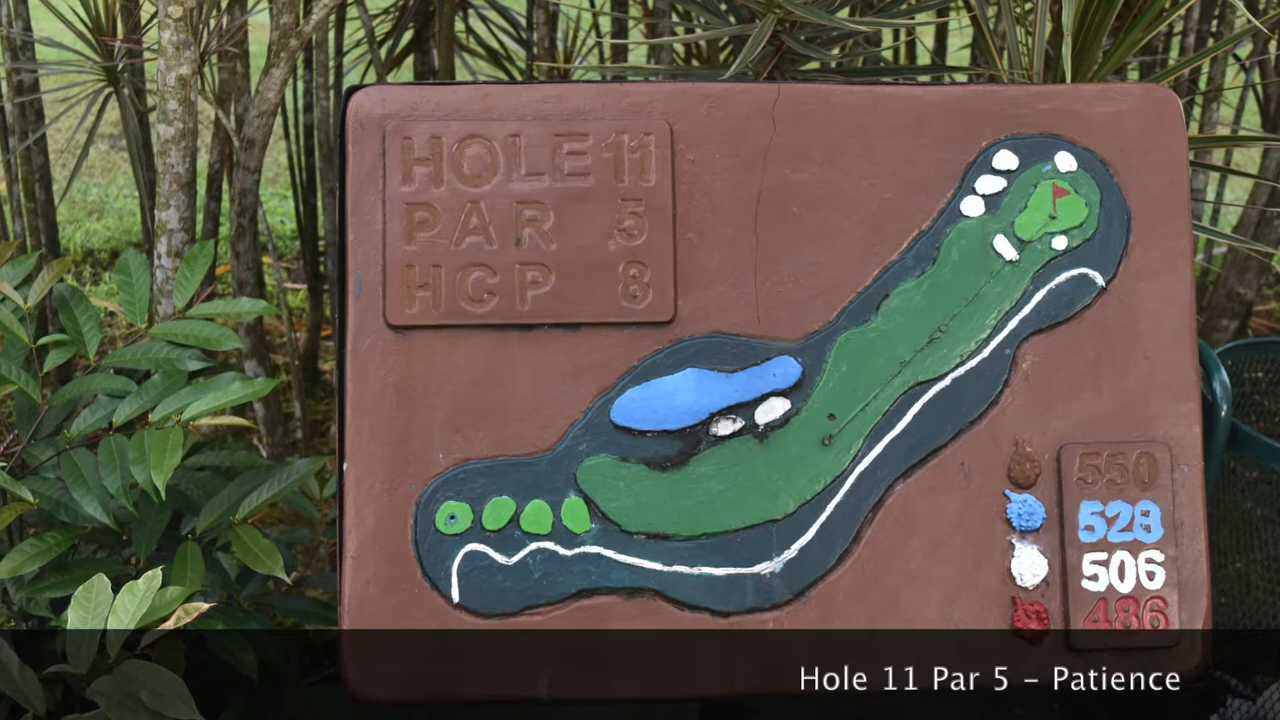 HOLE 11
PAR 5
HCP 8
550
528
506
486
Hole 11 Par 5 – Patience